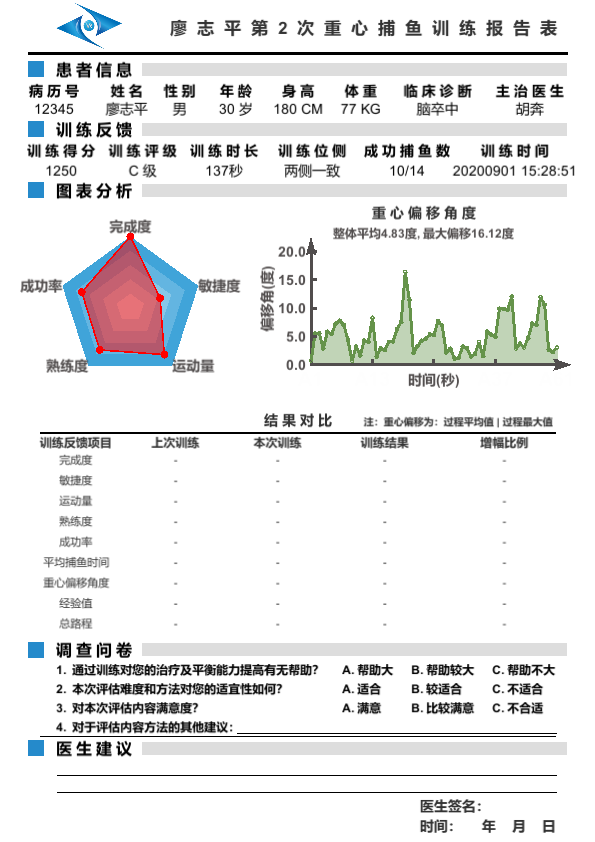 廖志平第2次重心捕鱼训练报告表
患者信息
病历号 姓名 性别 年龄 身高 体重 临床诊断 主治医生
12345 廖志平 男 30 岁 180 CM 77 KG 脑卒中 胡奔
训练反馈
训练得分 训练评级 训练时长 训练位侧 成功捕鱼数 训练时间
1250 C 级 137秒 两侧一致 10/14 20200901 15:28:51
图表分析
完成度
成功率
敏捷度
熟练度
运动量
重心偏移角度
整体平均4.83度, 最大偏移16.12度
偏移角(度)
20.0
15.0
10.0
5.0
0.0
时间(秒)
结果对比 注: 重心偏移为: 过程平均值 | 过程最大值
训练反馈项目 上次训练 本次训练 训练结果 增幅比例
完成度 - - - -
敏捷度 - - - -
运动量 - - - -
熟练度 - - - -
成功率 - - - -
平均捕鱼时间 - - - -
重心偏移角度 - - - -
经验值 - - - -
总路程 - - - -
调查问卷
1. 通过训练对您的治疗及平衡能力提高有无帮助? A. 帮助大 B. 帮助较大 C. 帮助不大
2. 本次评估难度和方法对您的适宜性如何? A. 适合 B. 较适合 C. 不适合
3. 对本次评估内容满意度? A. 满意 B. 比较满意 C. 不合适
4. 对于评估内容方法的其他建议:
医生建议
医生签名:
时间: 年 月 日